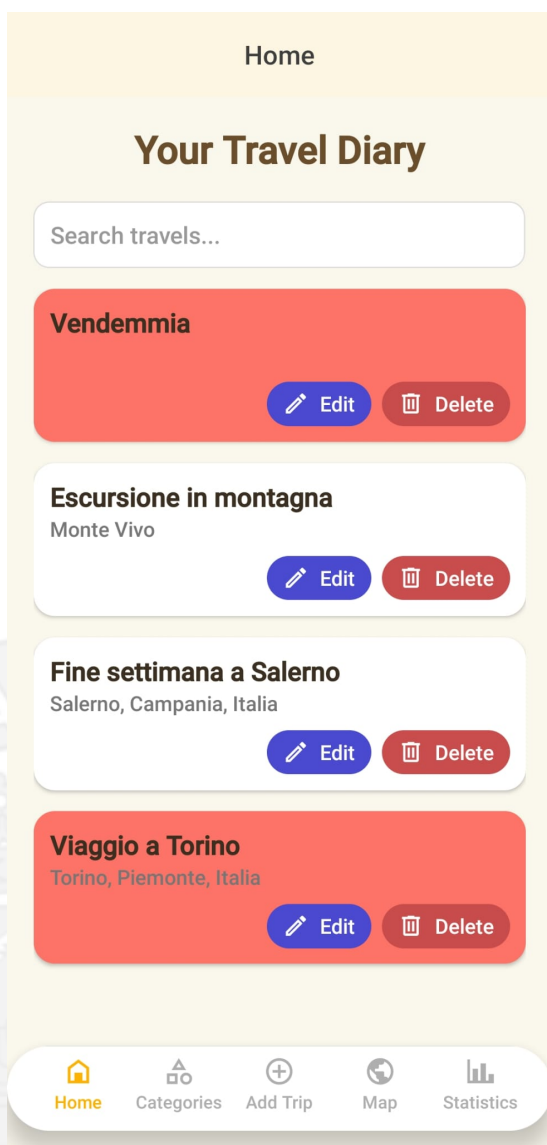 Home
Your Travel Diary
Search travels...
Vendemmia
Edit Delete
Escursione in montagna
Monte Vivo
Edit Delete
Fine settimana a Salerno
Salerno, Campania, Italia
Edit Delete
Viaggio a Torino
Torino, Piemonte, Italia
Edit Delete
Home Categories Add Trip Map Statistics